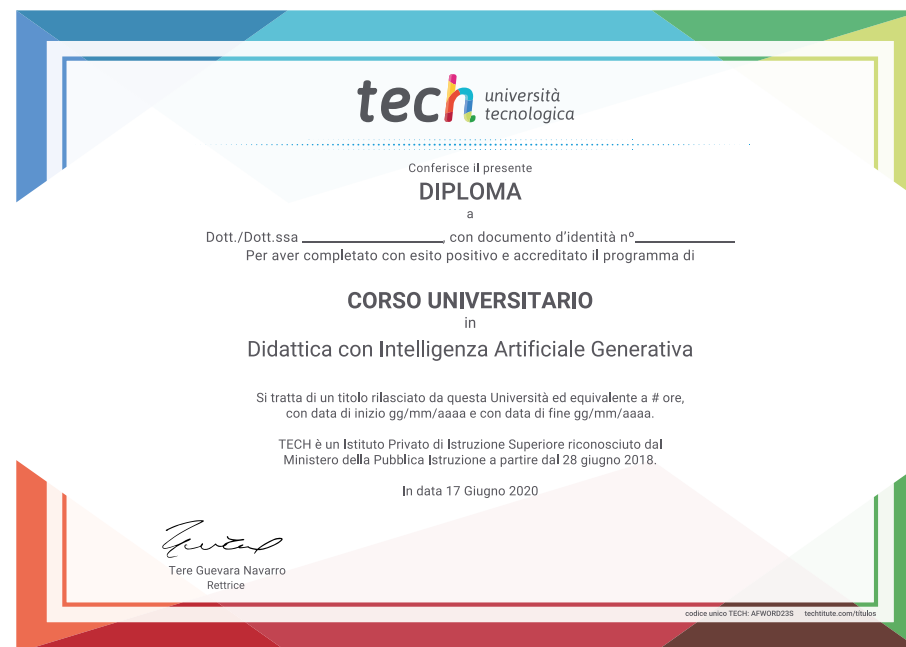 tech università
tecnologica
Conferisce il presente
DIPLOMA
a
Dott./Dott.ssa ____________________, con documento d'identità nº______________
Per aver completato con esito positivo e accreditato il programma di
CORSO UNIVERSITARIO
in
Didattica con Intelligenza Artificiale Generativa
Si tratta di un titolo rilasciato da questa Università ed equivalente a # ore,
con data di inizio gg/mm/aaaa e con data di fine gg/mm/aaaa.
TECH è un Istituto Privato di Istruzione Superiore riconosciuto dal
Ministero della Pubblica Istruzione a partire dal 28 giugno 2018.
In data 17 Giugno 2020
Tere Guevara Navarro
Rettrice
codice unico TECH: AFWORD23S techtitute.com/titulos